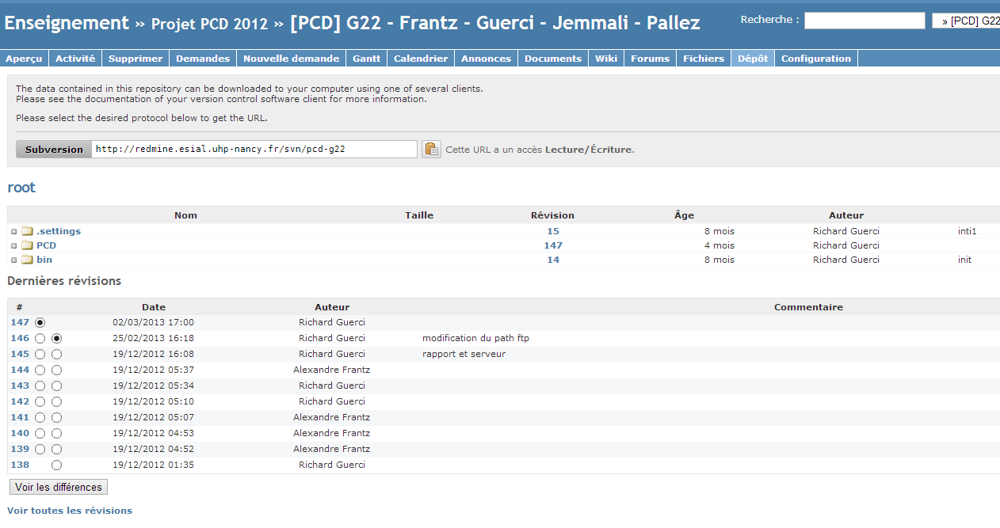 Enseignement » Projet PCD 2012 » [PCD] G22 - Frantz - Guerci - Jemmali - Pallez
Recherche : » [PCD] G22
Aperçu Activité Supprimer Demandes Nouvelle demande Gantt Calendrier Annonces Documents Wiki Forums Fichiers Dépôt Configuration
The data contained in this repository can be downloaded to your computer using one of several clients.
Please see the documentation of your version control software client for more information.
Please select the desired protocol below to get the URL.
Subversion http://redmine.esial.uhp-nancy.fr/svn/pcd-g22 Cette URL a un accès Lecture/Écriture.
root
Nom Taille Révision Âge Auteur
.settings 15 8 mois Richard Guerci inti1
PCD 147 4 mois Richard Guerci
bin 14 8 mois Richard Guerci init
Dernières révisions
# Date Auteur Commentaire
147 02/03/2013 17:00 Richard Guerci
146 25/02/2013 16:18 Richard Guerci modification du path ftp
145 19/12/2012 16:08 Richard Guerci rapport et serveur
144 19/12/2012 05:37 Alexandre Frantz
143 19/12/2012 05:34 Richard Guerci
142 19/12/2012 05:10 Richard Guerci
141 19/12/2012 05:07 Alexandre Frantz
140 19/12/2012 04:53 Alexandre Frantz
139 19/12/2012 04:52 Alexandre Frantz
138 19/12/2012 01:35 Richard Guerci
Voir les différences
Voir toutes les révisions